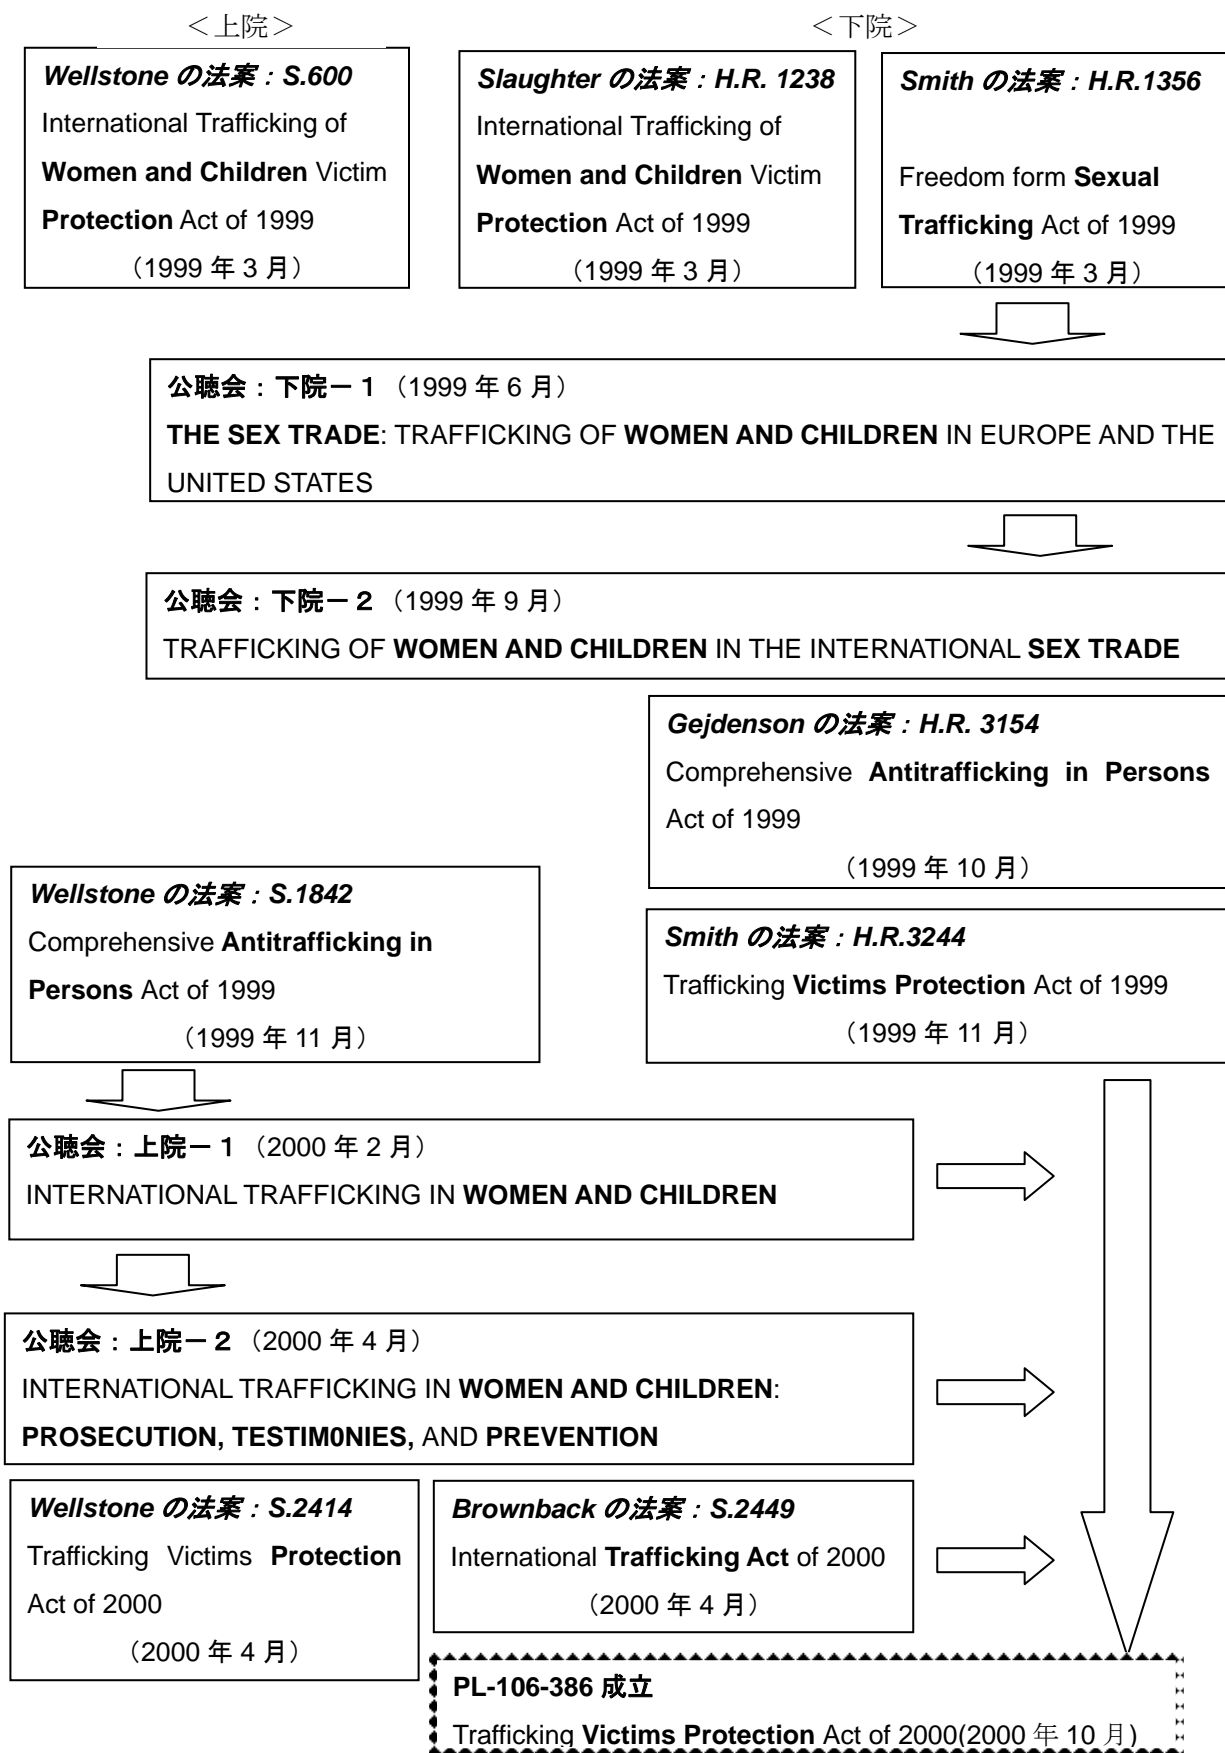 ＜上院＞
＜下院＞
Wellstone の法案：S.600
International Trafficking of
Women and Children Victim
Protection Act of 1999
（1999 年 3 月）
Slaughter の法案：H.R. 1238
International Trafficking of
Women and Children Victim
Protection Act of 1999
（1999 年 3 月）
Smith の法案：H.R.1356
Freedom form Sexual
Trafficking Act of 1999
（1999 年 3 月）
公聴会：下院－１（1999 年 6 月）
THE SEX TRADE: TRAFFICKING OF WOMEN AND CHILDREN IN EUROPE AND THE
UNITED STATES
公聴会：下院－２（1999 年 9 月）
TRAFFICKING OF WOMEN AND CHILDREN IN THE INTERNATIONAL SEX TRADE
Gejdenson の法案：H.R. 3154
Comprehensive Antitrafficking in Persons
Act of 1999
（1999 年 10 月）
Wellstone の法案：S.1842
Comprehensive Antitrafficking in
Persons Act of 1999
（1999 年 11 月）
Smith の法案：H.R.3244
Trafficking Victims Protection Act of 1999
（1999 年 11 月）
公聴会：上院－１（2000 年 2 月）
INTERNATIONAL TRAFFICKING IN WOMEN AND CHILDREN
公聴会：上院－２（2000 年 4 月）
INTERNATIONAL TRAFFICKING IN WOMEN AND CHILDREN:
PROSECUTION, TESTIM0NIES, AND PREVENTION
Wellstone の法案：S.2414
Trafficking Victims Protection
Act of 2000
（2000 年 4 月）
Brownback の法案：S.2449
International Trafficking Act of 2000
（2000 年 4 月）
PL-106-386 成立
Trafficking Victims Protection Act of 2000(2000 年 10 月)